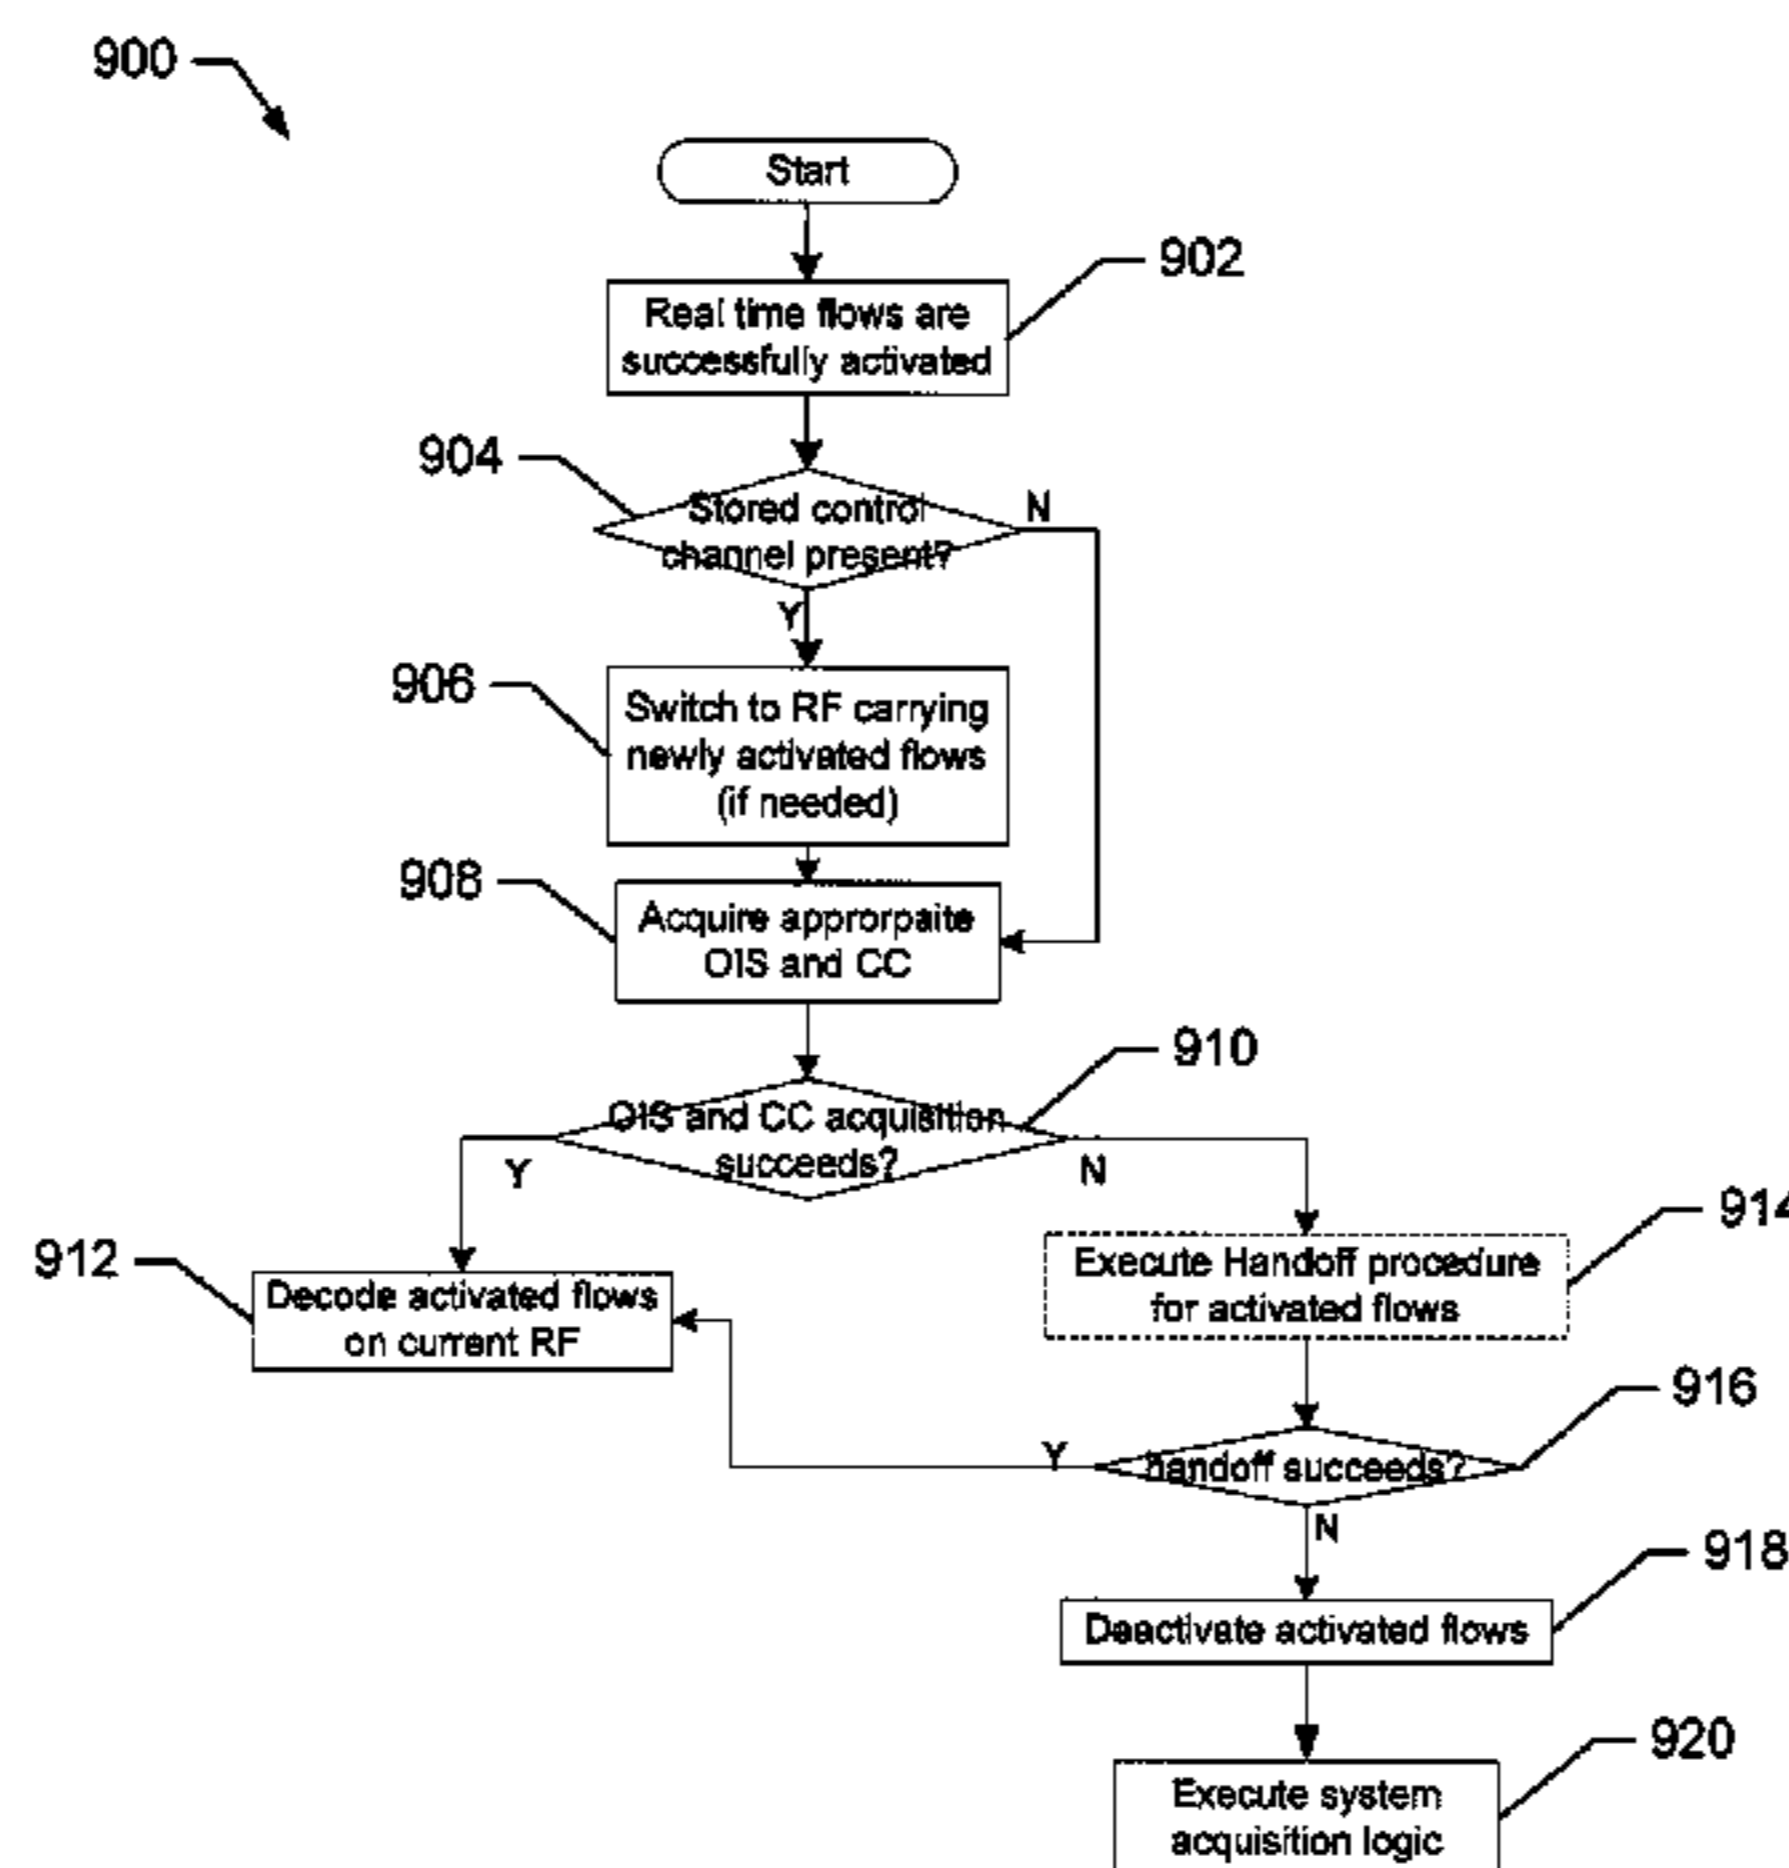 900
Start
902
Real time flows are
successfully activated
904
Stored control
channel present?
N
Y
906
Switch to RF carrying
newly activated flows
(if needed)
908
Acquire approrpaite
OIS and CC
910
OIS and CC acquisition
succeeds?
Y
N
914
912
Decode activated flows
on current RF
Execute Handoff procedure
for activated flows
916
Y
handoff succeeds?
N
918
Deactivate activated flows
920
Execute system
acquisition logic